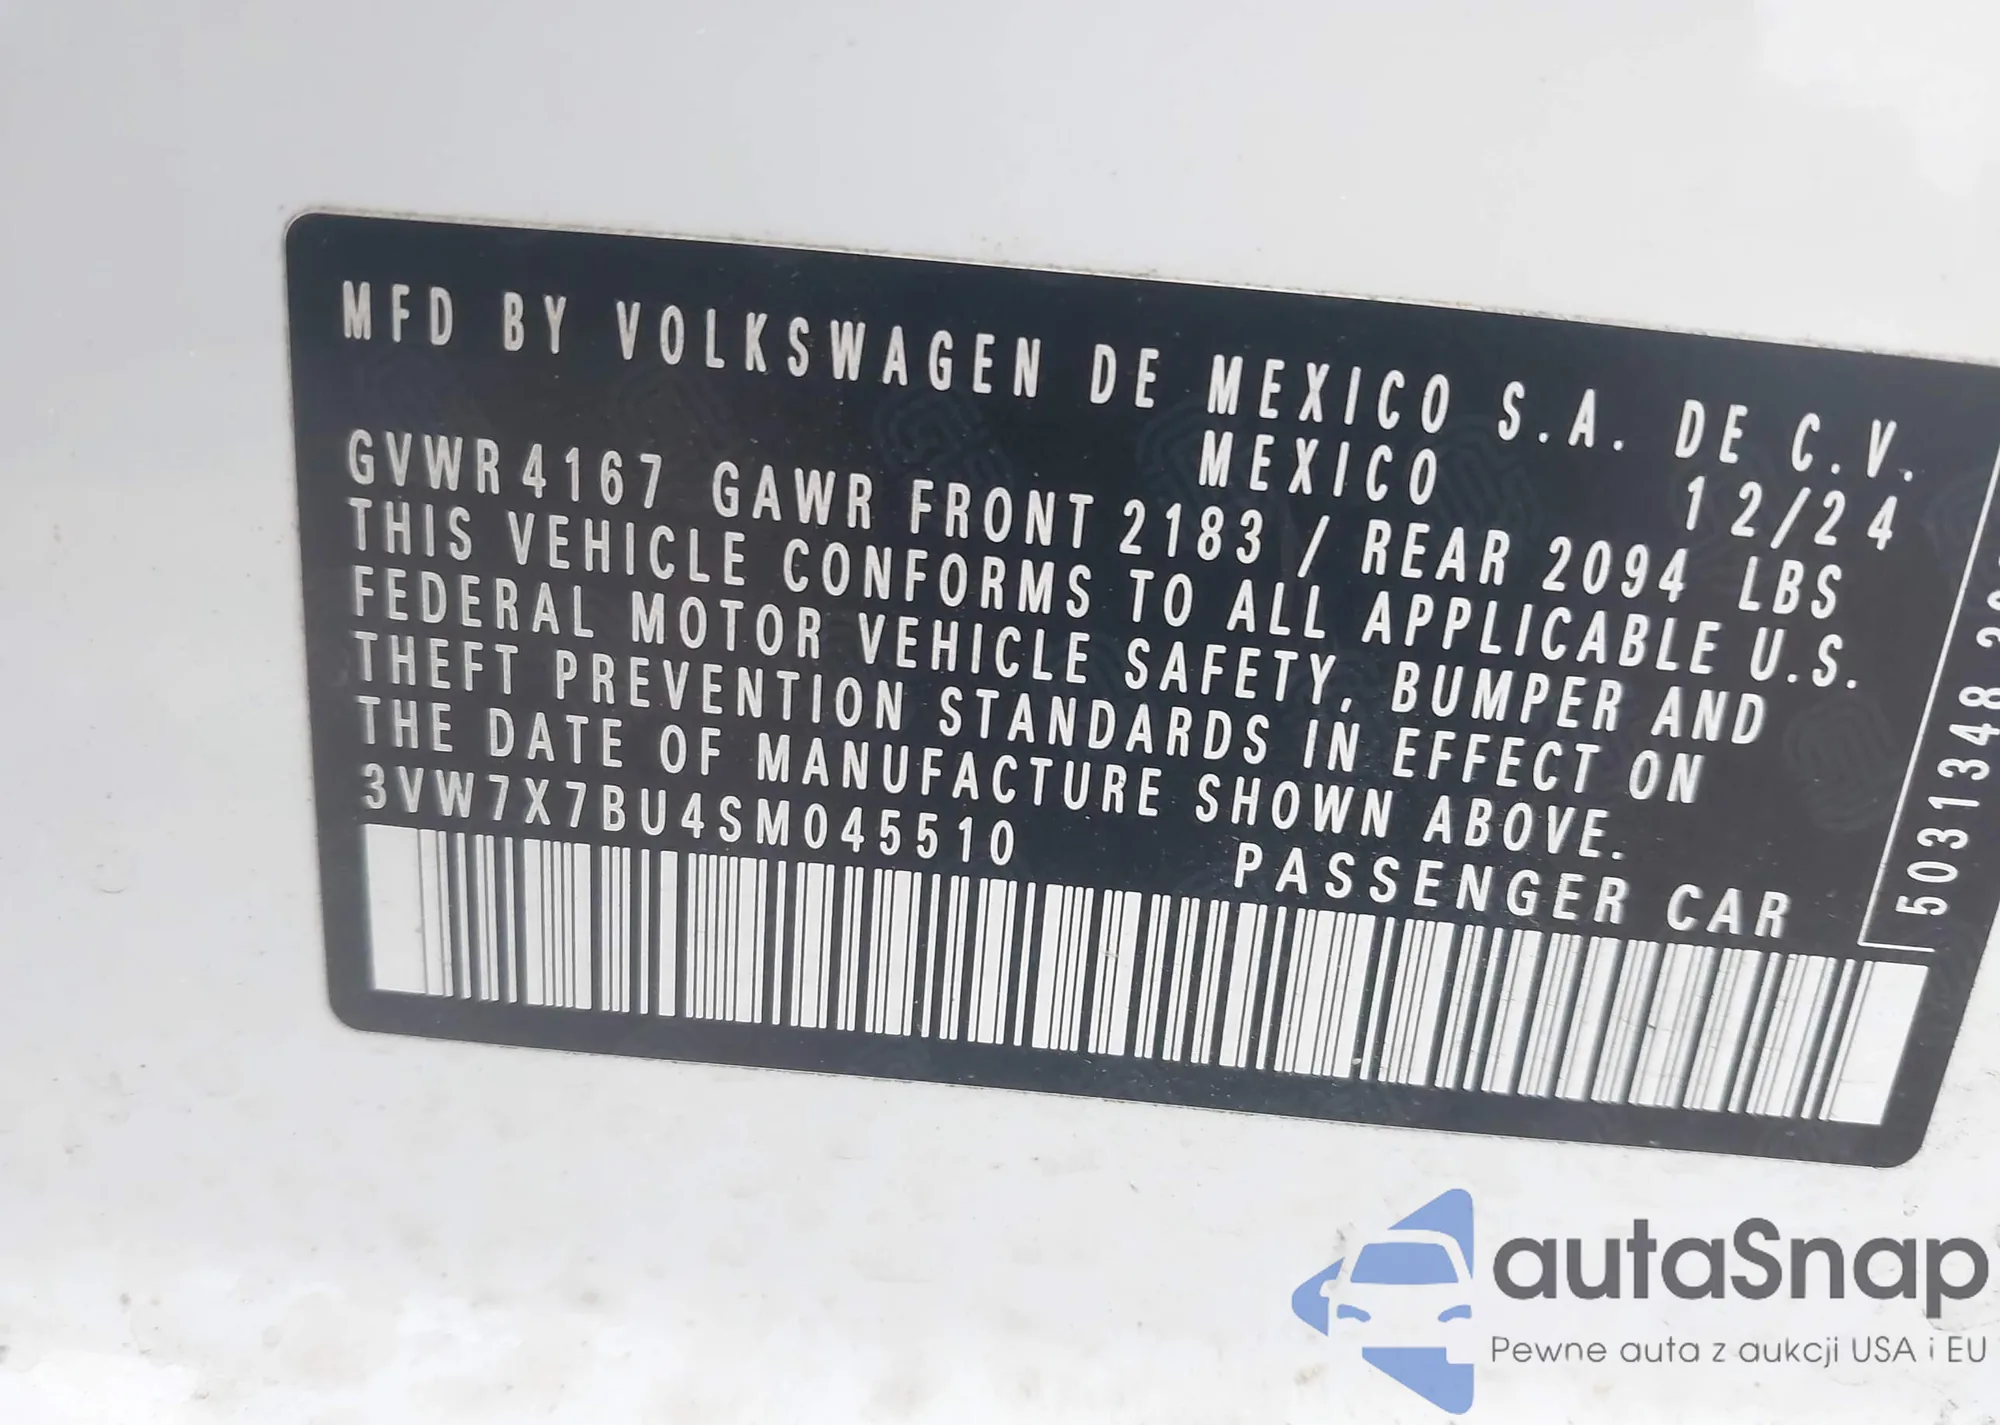 MFD BY VOLKSWAGEN DE MEXICO S.A. DE C.V.
MEXICO 12/24
GVWR 4167 GAWR FRONT 2183 / REAR 2094 LBS
THIS VEHICLE CONFORMS TO ALL APPLICABLE U.S.
FEDERAL MOTOR VEHICLE SAFETY, BUMPER AND
THEFT PREVENTION STANDARDS IN EFFECT ON
THE DATE OF MANUFACTURE SHOWN ABOVE.
3VW7X7BU4SM045510
PASSENGER CAR
5031348
autaSnap
Pewne auta z aukcji USA i EU